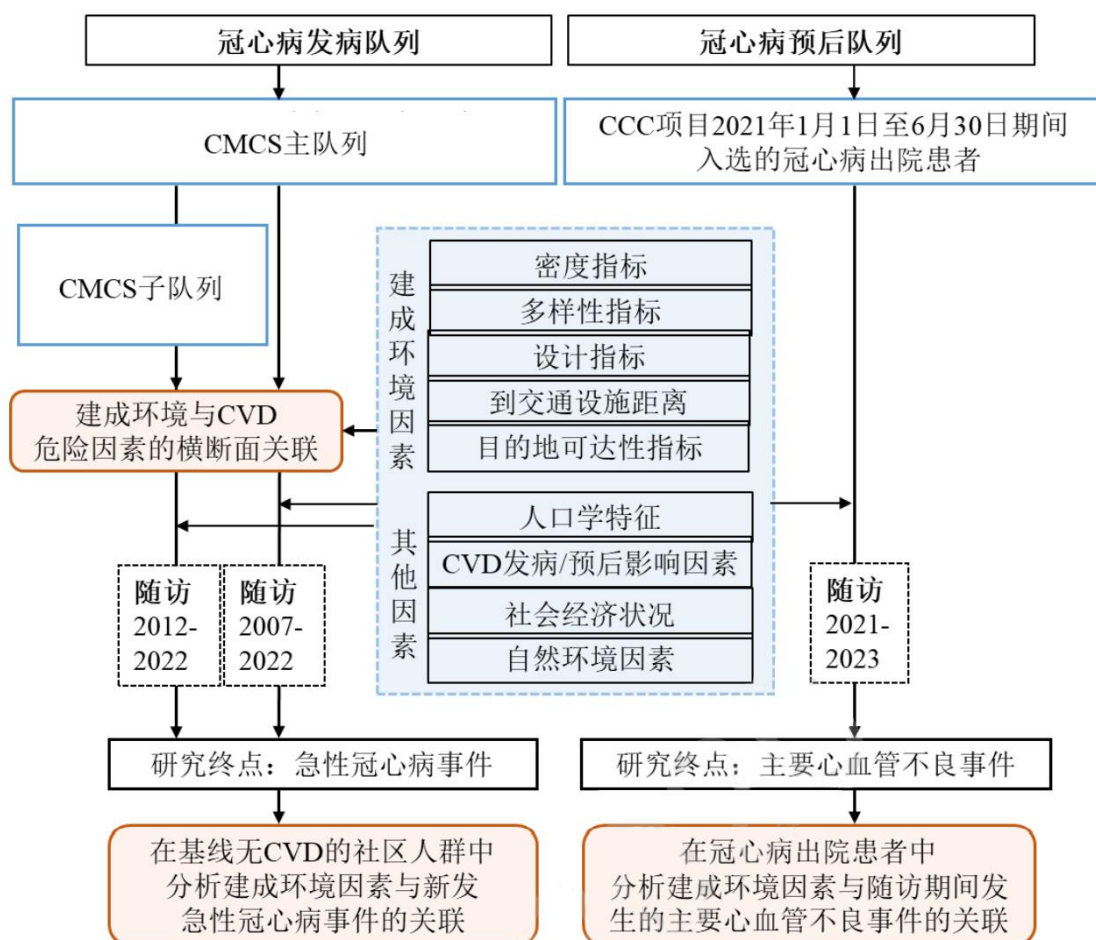 冠心病发病队列
冠心病预后队列
CMCS主队列
CCC项目2021年1月1日至6月30日期间
入选的冠心病出院患者
CMCS子队列
建成环境因素
密度指标
多样性指标
设计指标
到交通设施距离
目的地可达性指标
建成环境与CVD
危险因素的横断面关联
其他因素
人口学特征
CVD发病/预后影响因素
社会经济状况
自然环境因素
随访
2012-
2022
随访
2007-
2022
随访
2021-
2023
研究终点：急性冠心病事件
研究终点：主要心血管不良事件
在基线无CVD的社区人群中
分析建成环境因素与新发
急性冠心病事件的关联
在冠心病出院患者中
分析建成环境因素与随访期间发
生的主要心血管不良事件的关联